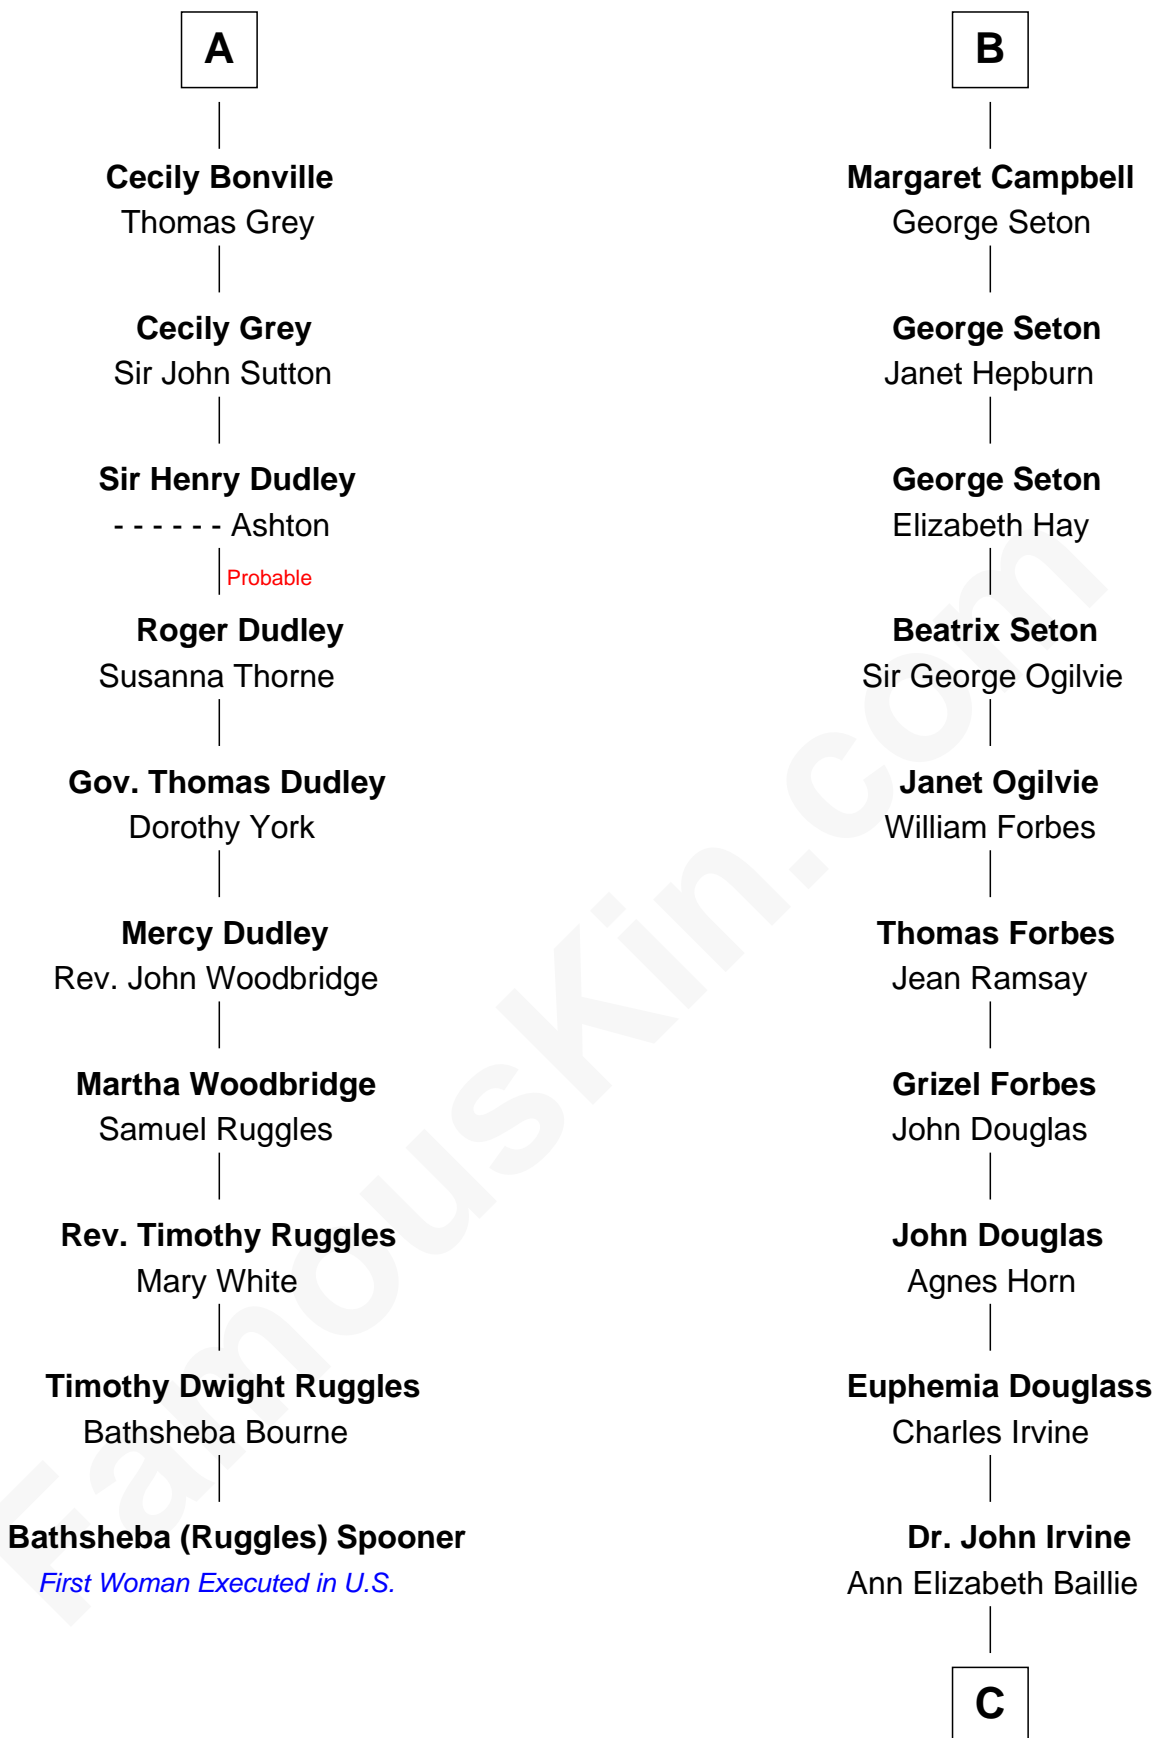 A
Cecily Bonville
Thomas Grey
Cecily Grey
Sir John Sutton
Sir Henry Dudley
- - - - - - Ashton
Probable
Roger Dudley
Susanna Thorne
Gov. Thomas Dudley
Dorothy York
Mercy Dudley
Rev. John Woodbridge
Martha Woodbridge
Samuel Ruggles
Rev. Timothy Ruggles
Mary White
Timothy Dwight Ruggles
Bathsheba Bourne
Bathsheba (Ruggles) Spooner
First Woman Executed in U.S.
B
Margaret Campbell
George Seton
George Seton
Janet Hepburn
George Seton
Elizabeth Hay
Beatrix Seton
Sir George Ogilvie
Janet Ogilvie
William Forbes
Thomas Forbes
Jean Ramsay
Grizel Forbes
John Douglas
John Douglas
Agnes Horn
Euphemia Douglass
Charles Irvine
Dr. John Irvine
Ann Elizabeth Baillie
C
FamousKin.com